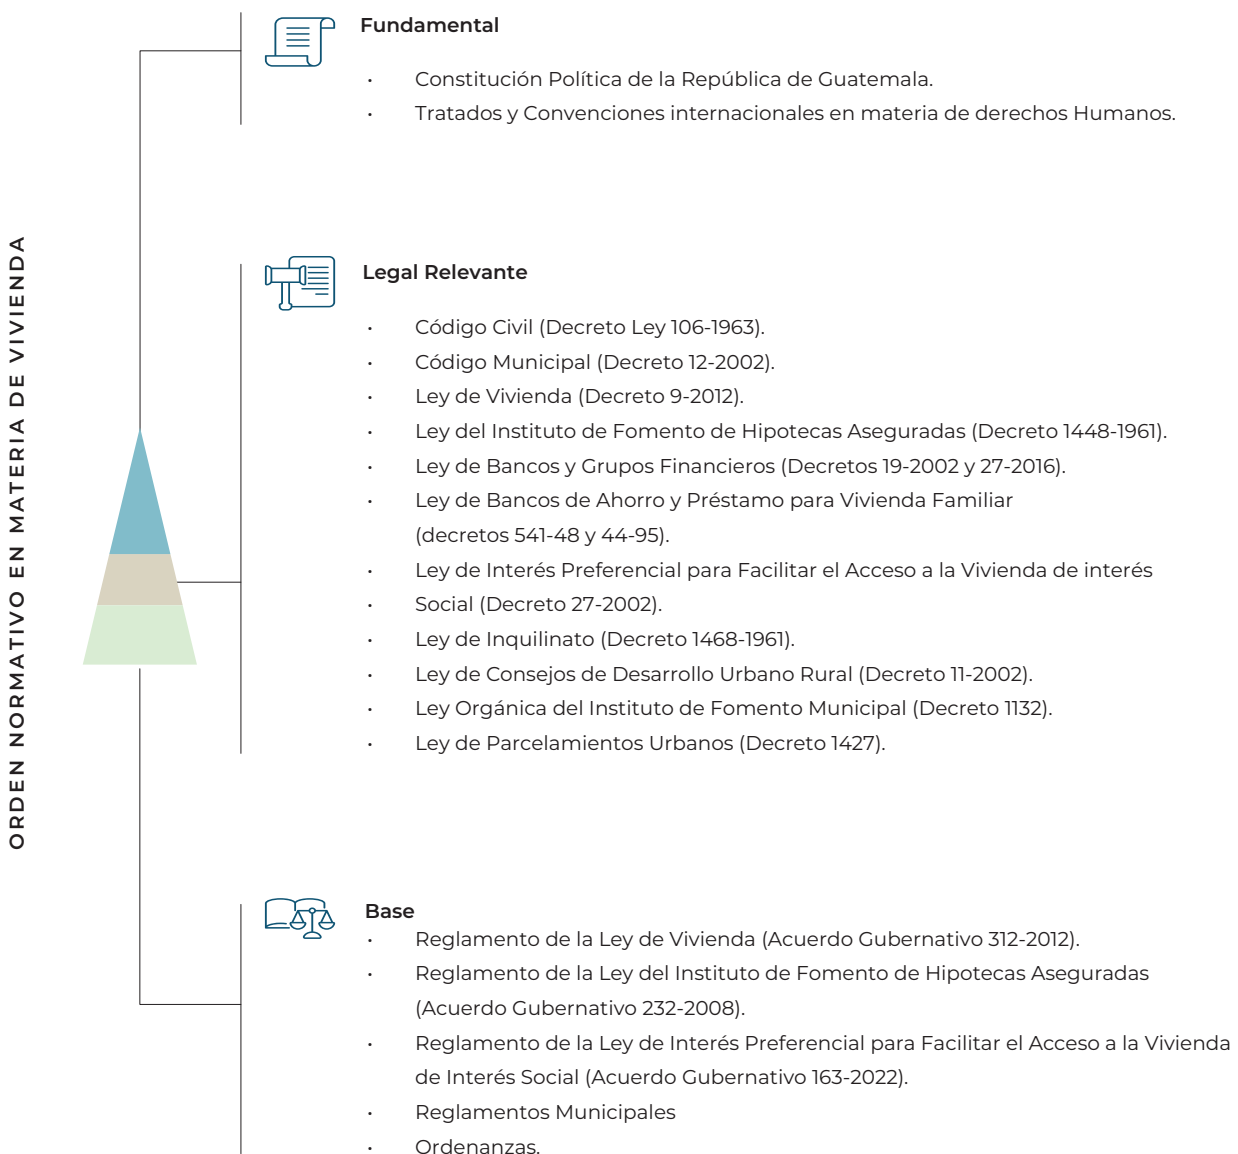 ORDEN NORMATIVO EN MATERIA DE VIVIENDA
Fundamental
• Constitución Política de la República de Guatemala.
• Tratados y Convenciones internacionales en materia de derechos Humanos.
Legal Relevante
• Código Civil (Decreto Ley 106-1963).
• Código Municipal (Decreto 12-2002).
• Ley de Vivienda (Decreto 9-2012).
• Ley del Instituto de Fomento de Hipotecas Aseguradas (Decreto 1448-1961).
• Ley de Bancos y Grupos Financieros (Decretos 19-2002 y 27-2016).
• Ley de Bancos de Ahorro y Préstamo para Vivienda Familiar
(decretos 541-48 y 44-95).
• Ley de Interés Preferencial para Facilitar el Acceso a la Vivienda de interés
• Social (Decreto 27-2002).
• Ley de Inquilinato (Decreto 1468-1961).
• Ley de Consejos de Desarrollo Urbano Rural (Decreto 11-2002).
• Ley Orgánica del Instituto de Fomento Municipal (Decreto 1132).
• Ley de Parcelamientos Urbanos (Decreto 1427).
Base
• Reglamento de la Ley de Vivienda (Acuerdo Gubernativo 312-2012).
• Reglamento de la Ley del Instituto de Fomento de Hipotecas Aseguradas
(Acuerdo Gubernativo 232-2008).
• Reglamento de la Ley de Interés Preferencial para Facilitar el Acceso a la Vivienda
de Interés Social (Acuerdo Gubernativo 163-2022).
• Reglamentos Municipales
• Ordenanzas.